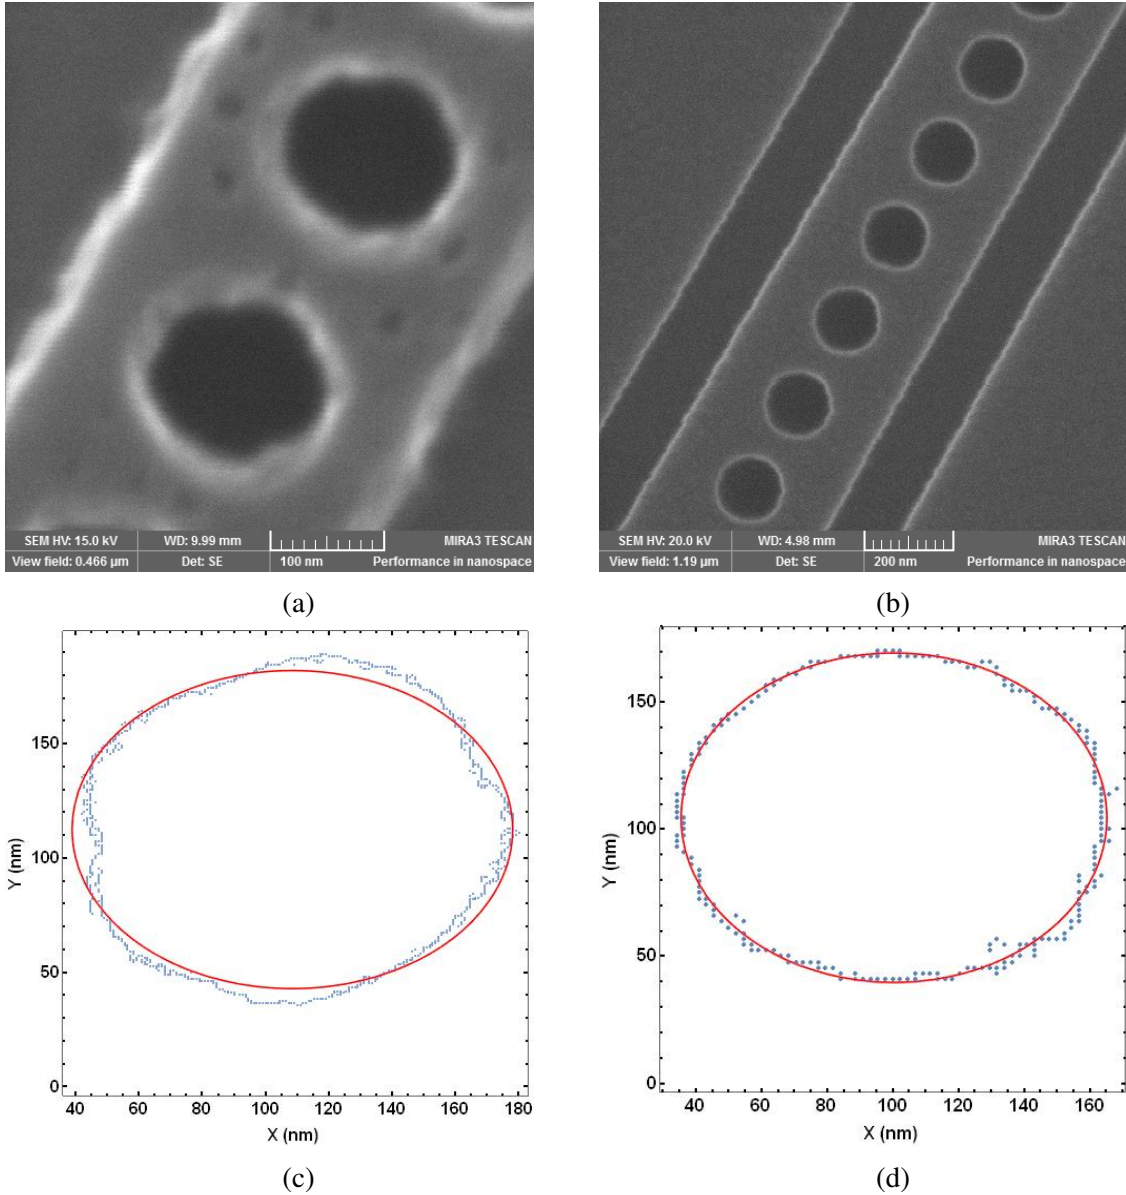 SEM HV: 15.0 kV WD: 9.99 mm MIRA3 TESCAN
View field: 0.466 µm Det: SE 100 nm Performance in nanospace
SEM HV: 20.0 kV WD: 4.98 mm MIRA3 TESCAN
View field: 1.19 µm Det: SE 200 nm Performance in nanospace
(a)
(b)
150
100
50
0
Y (nm)
40 60 80 100 120 140 160 180
X (nm)
150
100
50
0
Y (nm)
40 60 80 100 120 140 160
X (nm)
(c)
(d)